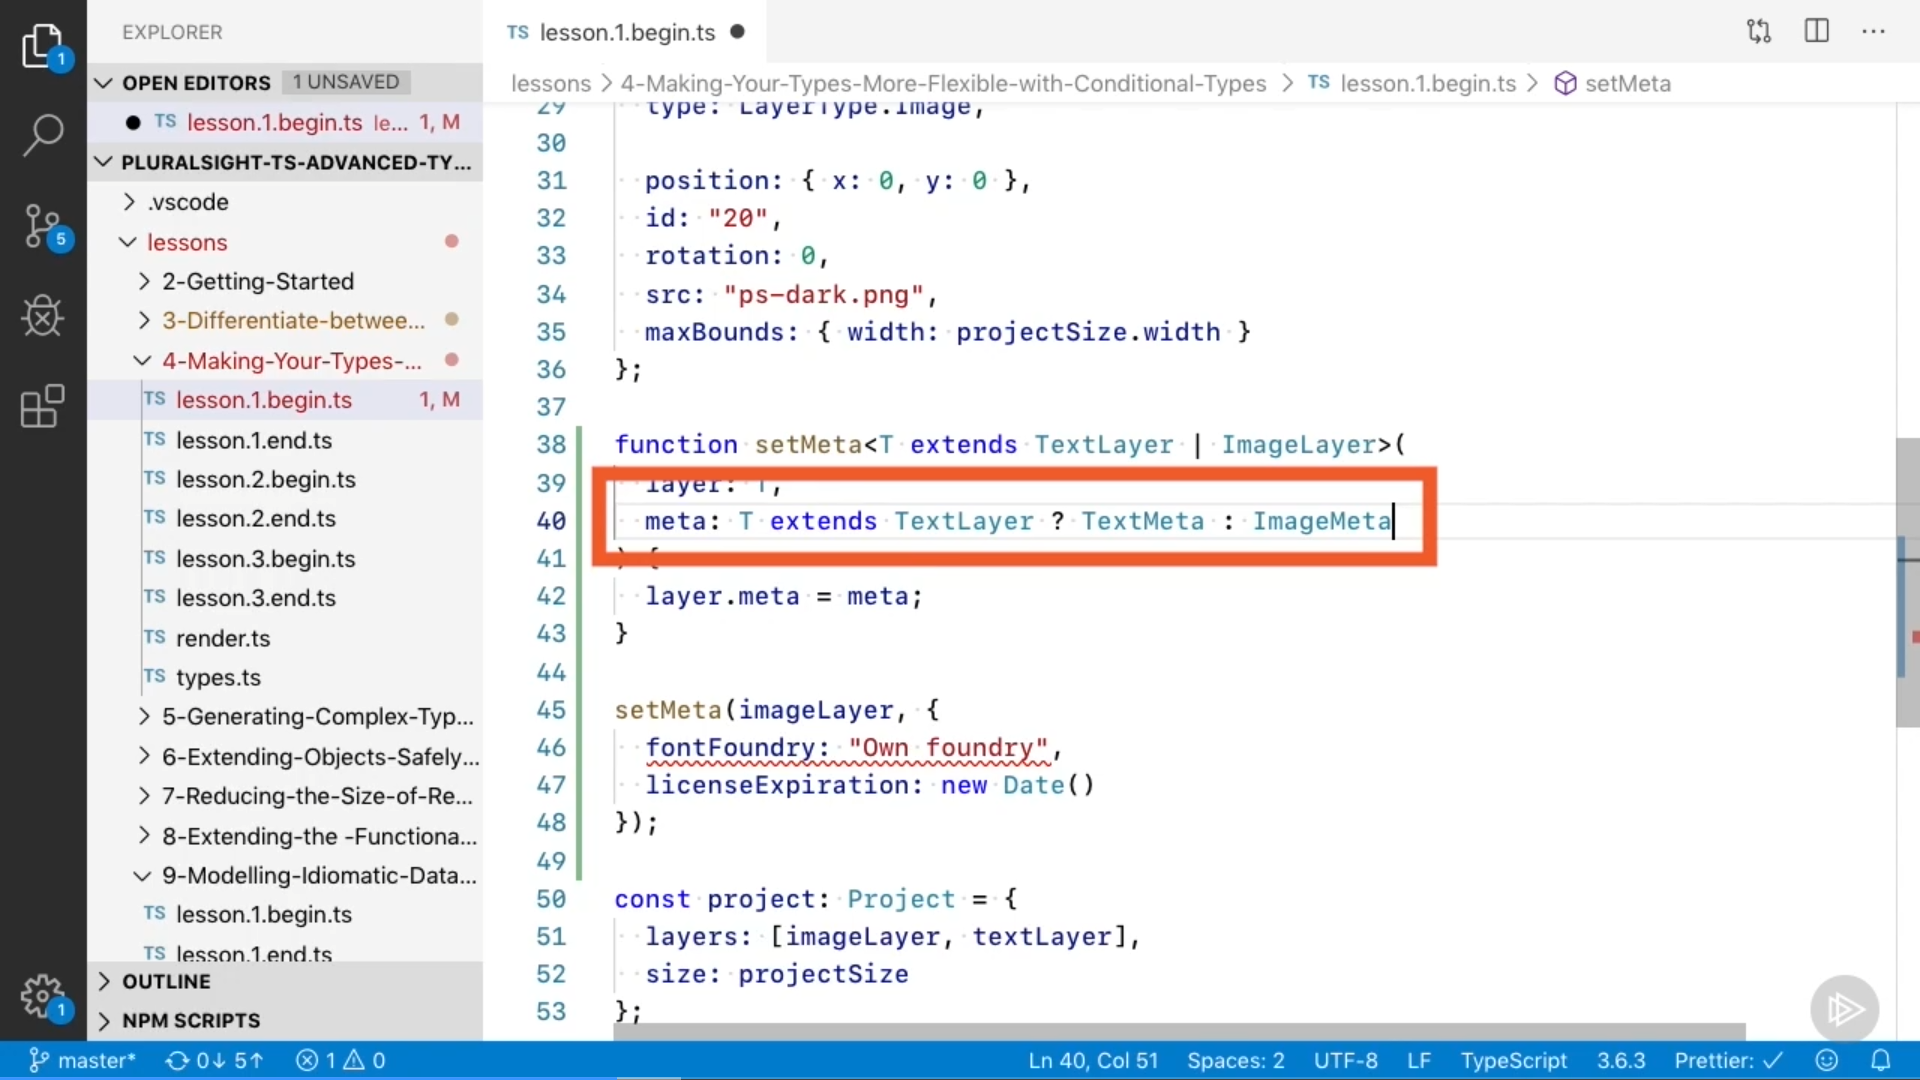 EXPLORER
OPEN EDITORS 1 UNSAVED
TS lesson.1.begin.ts le... 1, M
PLURALSIGHT-TS-ADVANCED-TY...
.vscode
lessons
2-Getting-Started
3-Differentiate-betwee...
4-Making-Your-Types-...
TS lesson.1.begin.ts 1, M
TS lesson.1.end.ts
TS lesson.2.begin.ts
TS lesson.2.end.ts
TS lesson.3.begin.ts
TS lesson.3.end.ts
TS render.ts
TS types.ts
5-Generating-Complex-Typ...
6-Extending-Objects-Safely...
7-Reducing-the-Size-of-Re...
8-Extending-the -Functiona...
9-Modelling-Idiomatic-Data...
TS lesson.1.begin.ts
TS lesson.1.end.ts
OUTLINE
NPM SCRIPTS
1
5
1
TS lesson.1.begin.ts
lessons > 4-Making-Your-Types-More-Flexible-with-Conditional-Types > TS lesson.1.begin.ts > setMeta
29 type: LayerType.Image,
30
31 position: { x: 0, y: 0 },
32 id: "20",
33 rotation: 0,
34 src: "ps-dark.png",
35 maxBounds: { width: projectSize.width }
36 };
37
38 function setMeta<T extends TextLayer | ImageLayer>(
39 layer: T,
40 meta: T extends TextLayer ? TextMeta : ImageMeta
41 ) {
42 layer.meta = meta;
43 }
44
45 setMeta(imageLayer, {
46 fontFoundry: "Own foundry",
47 licenseExpiration: new Date()
48 });
49
50 const project: Project = {
51 layers: [imageLayer, textLayer],
52 size: projectSize
53 };
master* 0↓ 5↑ 1 0 Ln 40, Col 51 Spaces: 2 UTF-8 LF TypeScript 3.6.3 Prettier: ✓